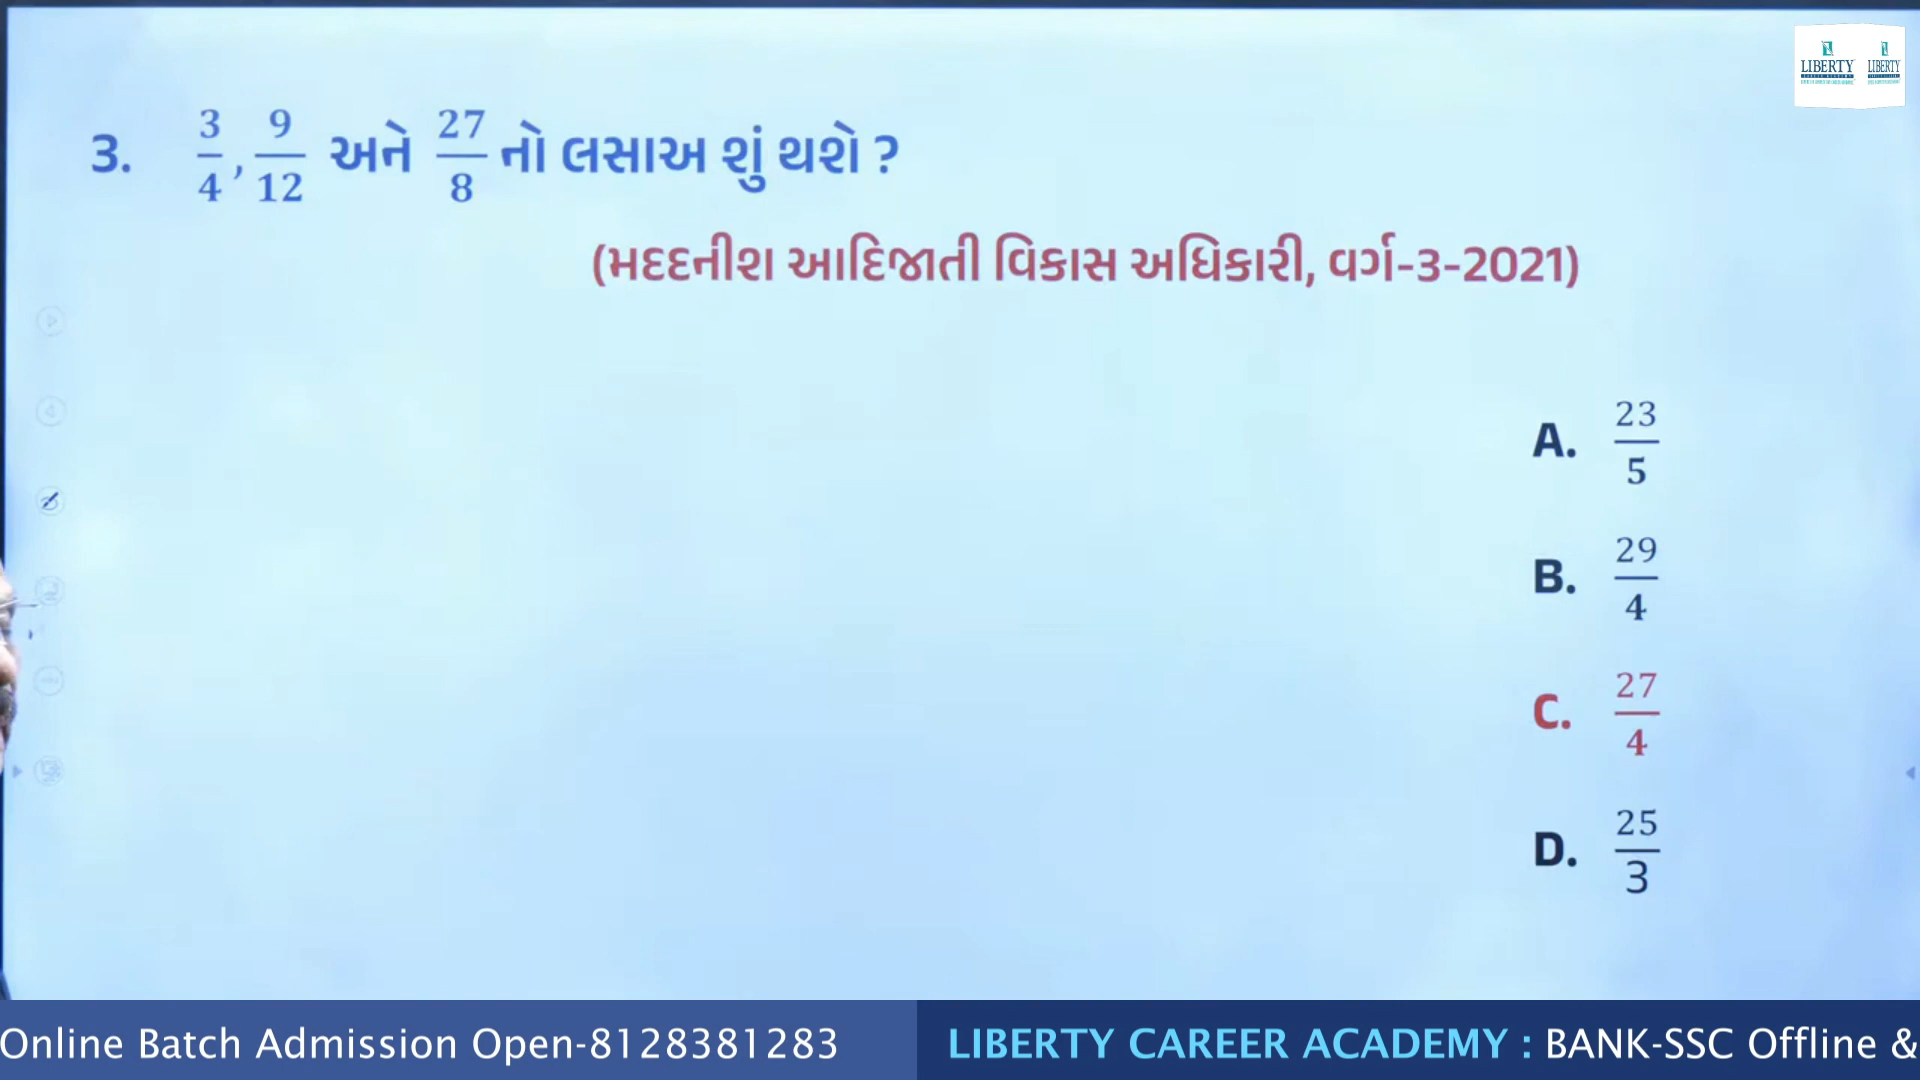 LIBERTY LIBERTY
3. 3/4, 9/12 અને 27/8 નો લસાઅ શું થશે ?
(મદદનીશ આદિજાતી વિકાસ અધિકારી, વર્ગ-3-2021)
A. 23/5
B. 29/4
C. 27/4
D. 25/3
Online Batch Admission Open-8128381283 LIBERTY CAREER ACADEMY : BANK-SSC Offline &